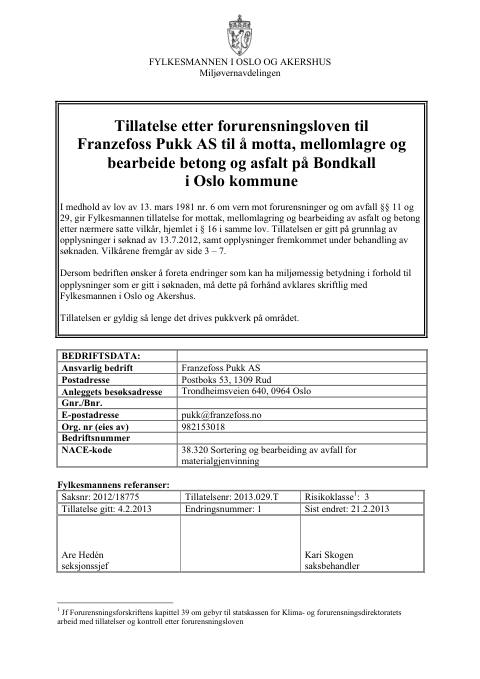 FYLKESMANNEN I OSLO OG AKERSHUS
Miljøvernavdelingen
Tillatelse etter forurensningsloven til
Franzefoss Pukk AS til å motta, mellomlagre og
bearbeide betong og asfalt på Bondkall
i Oslo kommune
I medhold av lov av 13. mars 1981 nr. 6 om vern mot forurensninger og om avfall §§ 11 og
29, gir Fylkesmannen tillatelse for mottak, mellomlagring og bearbeiding av asfalt og betong
etter nærmere satte vilkår, hjemlet i § 16 i samme lov. Tillatelsen er gitt på grunnlag av
opplysninger i søknad av 13.7.2012, samt opplysninger fremkommet under behandling av
søknaden. Vilkårene fremgår av side 3 – 7.
Dersom bedriften ønsker å foreta endringer som kan ha miljømessig betydning i forhold til
opplysninger som er gitt i søknaden, må dette på forhånd avklares skriftlig med
Fylkesmannen i Oslo og Akershus.
Tillatelsen er gyldig så lenge det drives pukkverk på området.
BEDRIFTSDATA:
Ansvarlig bedrift Franzefoss Pukk AS
Postadresse Postboks 53, 1309 Rud
Anleggets besøksadresse Trondheimsveien 640, 0964 Oslo
Gnr./Bnr.
E-postadresse pukk@franzefoss.no
Org. nr (eies av) 982153018
Bedriftsnummer
NACE-kode 38.320 Sortering og bearbeiding av avfall for
materialgjenvinning
Fylkesmannens referanser:
Saksnr: 2012/18775 Tillatelsenr: 2013.029.T Risikoklasse1: 3
Tillatelse gitt: 4.2.2013 Endringsnummer: 1 Sist endret: 21.2.2013
Are Hedén Kari Skogen
seksjonssjef saksbehandler
1 Jf Forurensningsforskriftens kapittel 39 om gebyr til statskassen for Klima- og forurensningsdirektoratets
arbeid med tillatelser og kontroll etter forurensningsloven